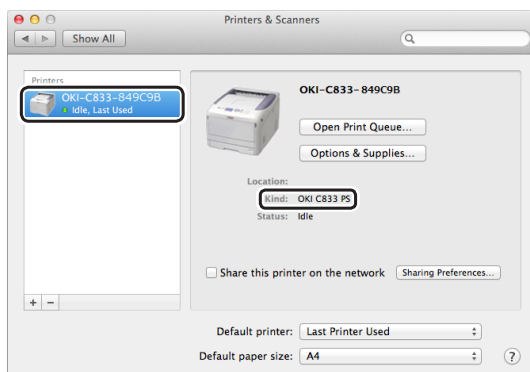 Printers & Scanners
Show All
Printers
OKI-C833-849C9B
Idle, Last Used
OKI-C833-849C9B
Open Print Queue...
Options & Supplies...
Location:
Kind: OKI C833 PS
Status: Idle
Share this printer on the network Sharing Preferences...
+ −
Default printer: Last Printer Used
Default paper size: A4 ?